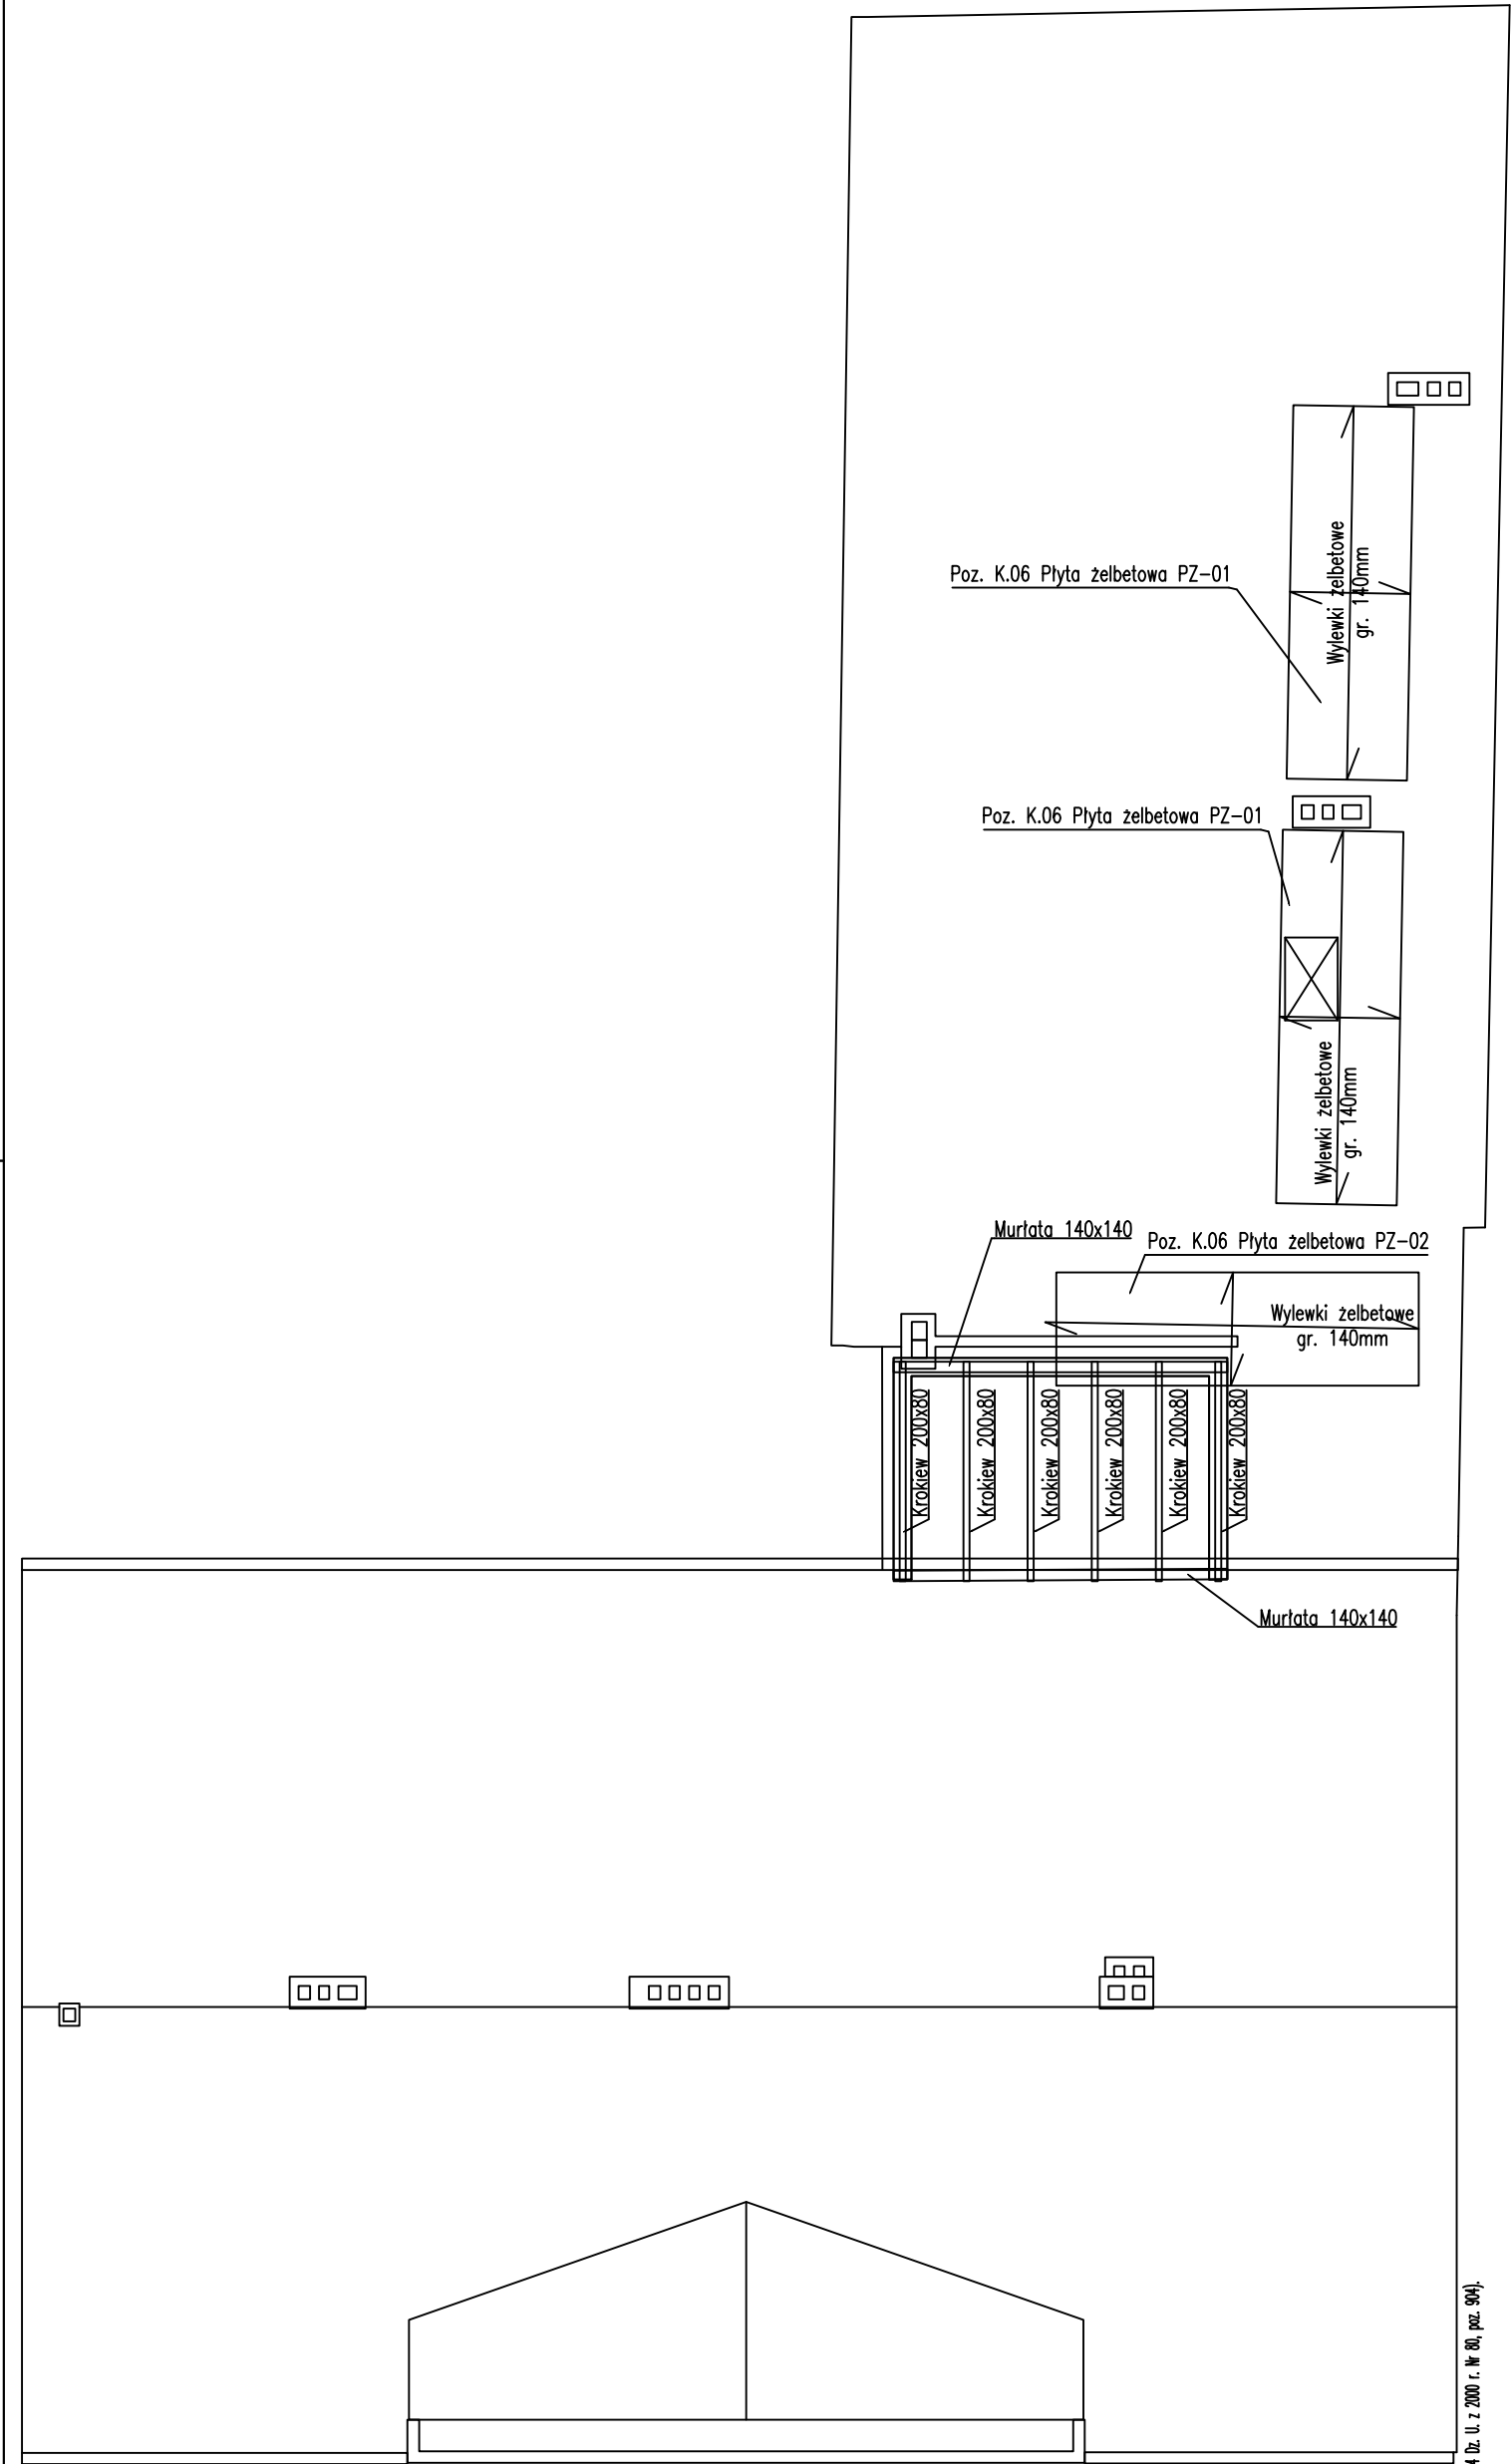 Poz. K.06 Płyta żelbetowa PZ-01
Wylewki żelbetowe
gr. 140mm
Poz. K.06 Płyta żelbetowa PZ-01
Wylewki żelbetowe
gr. 140mm
Murłata 140x140
Poz. K.06 Płyta żelbetowa PZ-02
Wylewki żelbetowe
gr. 140mm
Krokiew 200x80
Krokiew 200x80
Krokiew 200x80
Krokiew 200x80
Krokiew 200x80
Krokiew 200x80
Murłata 140x140
4 Dz. U. z 2000 r. Nr 80, poz. 904).